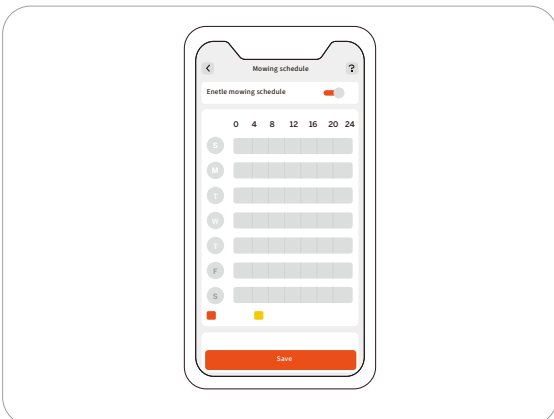 Mowing schedule ?
Enetle mowing schedule
0 4 8 12 16 20 24
S
M
T
W
T
F
S
Save